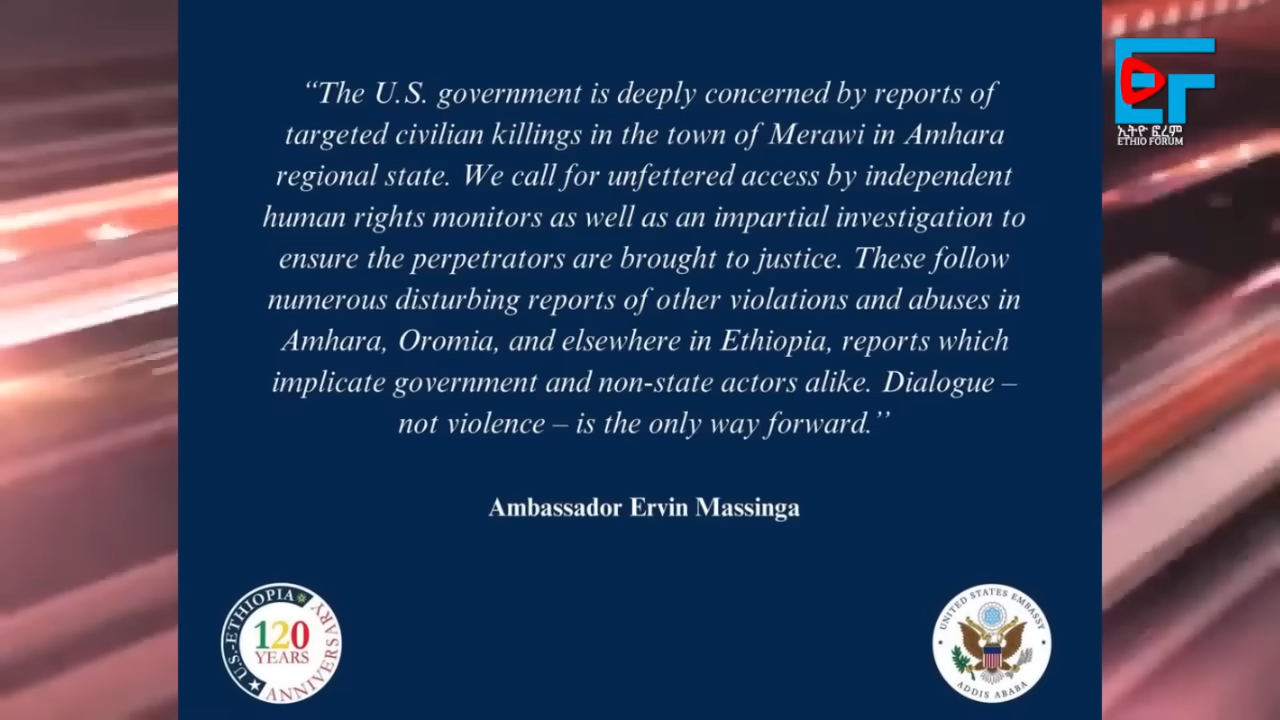 “The U.S. government is deeply concerned by reports of
targeted civilian killings in the town of Merawi in Amhara
regional state. We call for unfettered access by independent
human rights monitors as well as an impartial investigation to
ensure the perpetrators are brought to justice. These follow
numerous disturbing reports of other violations and abuses in
Amhara, Oromia, and elsewhere in Ethiopia, reports which
implicate government and non-state actors alike. Dialogue –
not violence – is the only way forward.’’
Ambassador Ervin Massinga
EF
ኢትዮ ፎረም
ETHIO FORUM
U.S.-ETHIOPIA
120
YEARS
ANNIVERSARY
UNITED STATES EMBASSY
ADDIS ABABA